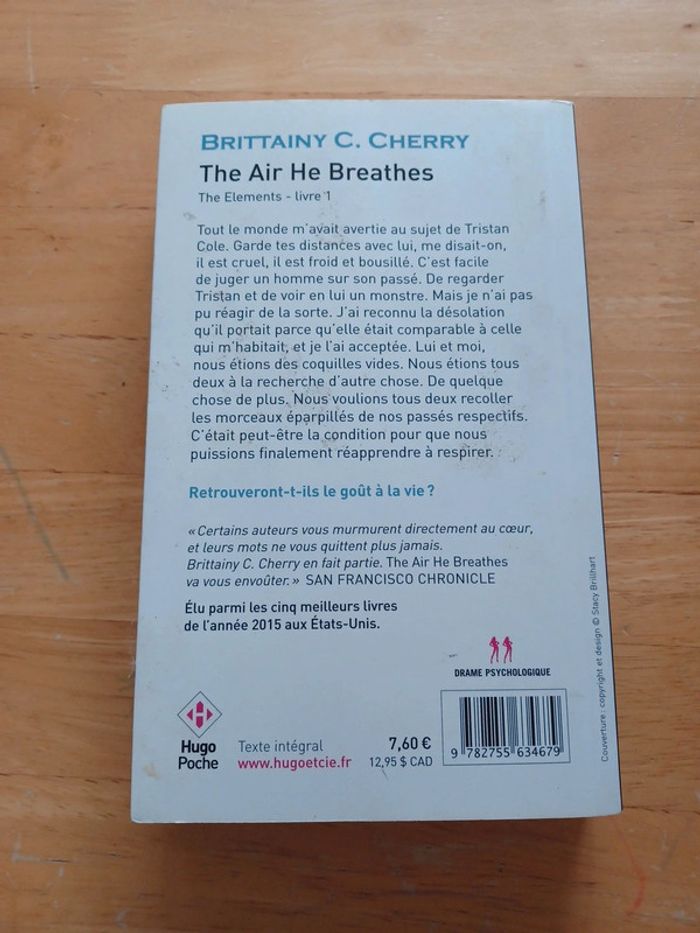 BRITTAINY C. CHERRY
The Air He Breathes
The Elements - livre 1
Tout le monde m'avait avertie au sujet de Tristan
Cole. Garde tes distances avec lui, me disait-on,
il est cruel, il est froid et bousillé. C'est facile
de juger un homme sur son passé. De regarder
Tristan et de voir en lui un monstre. Mais je n'ai pas
pu réagir de la sorte. J'ai reconnu la désolation
qu'il portait parce qu'elle était comparable à celle
qui m'habitait, et je l'ai acceptée. Lui et moi,
nous étions des coquilles vides. Nous étions tous
deux à la recherche d'autre chose. De quelque
chose de plus. Nous voulions tous deux recoller
les morceaux éparpillés de nos passés respectifs.
C'était peut-être la condition pour que nous
puissions finalement réapprendre à respirer.
Retrouveront-t-ils le goût à la vie ?
« Certains auteurs vous murmurent directement au cœur,
et leurs mots ne vous quittent plus jamais.
Brittainy C. Cherry en fait partie. The Air He Breathes
va vous envoûter. » SAN FRANCISCO CHRONICLE
Élu parmi les cinq meilleurs livres
de l'année 2015 aux États-Unis.
DRAME PSYCHOLOGIQUE
Hugo
Poche
Texte intégral
www.hugoetcie.fr
7,60 €
12,95 $ CAD
9 782755 634679
Couverture : copyright et design © Stacy Brillhart